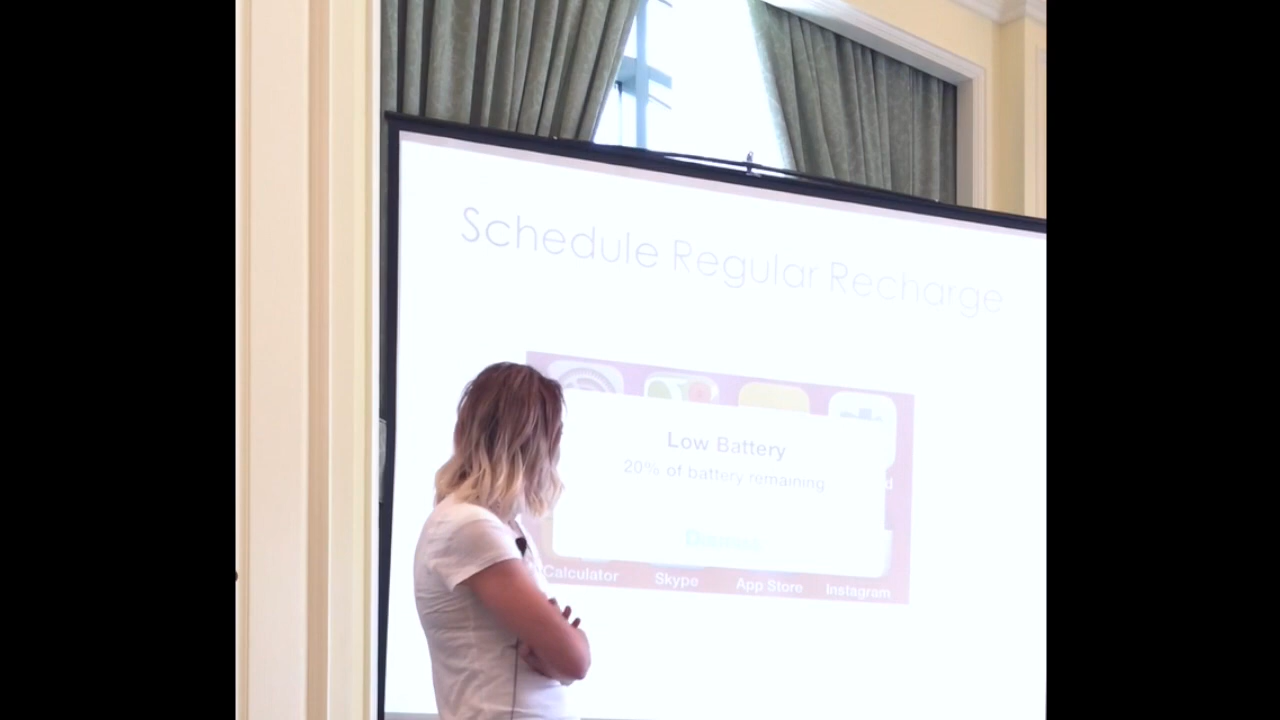 Schedule Regular Recharge
Low Battery
20% of battery remaining
Calculator Skype App Store Instagram